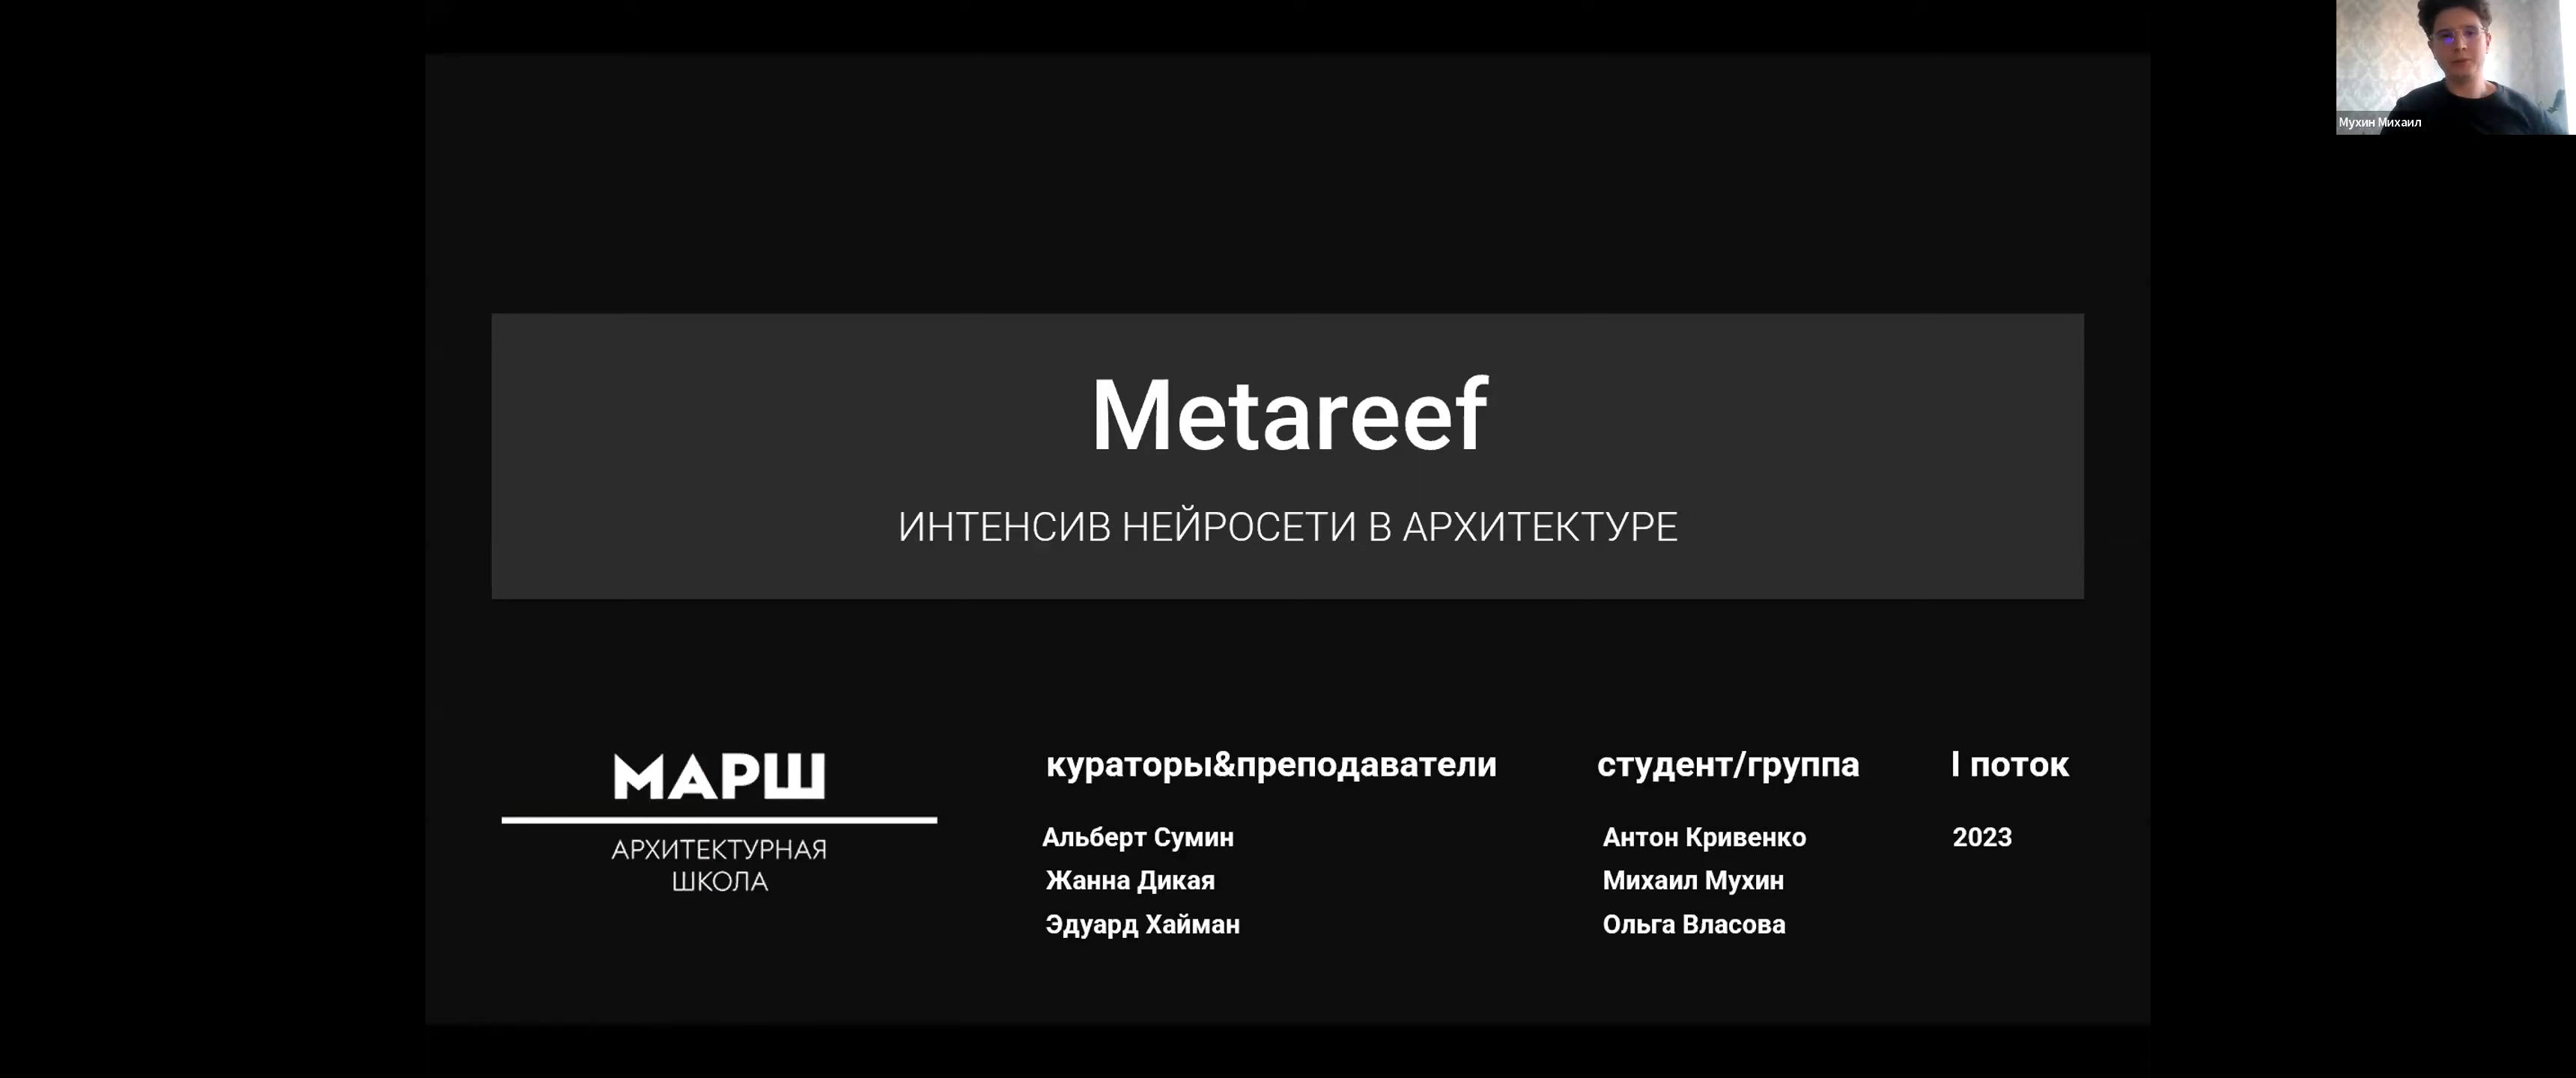 Мухин Михаил
Metareef
ИНТЕНСИВ НЕЙРОСЕТИ В АРХИТЕКТУРЕ
МАРШ
АРХИТЕКТУРНАЯ
ШКОЛА
кураторы&преподаватели
Альберт Сумин
Жанна Дикая
Эдуард Хайман
студент/группа
Антон Кривенко
Михаил Мухин
Ольга Власова
I поток
2023